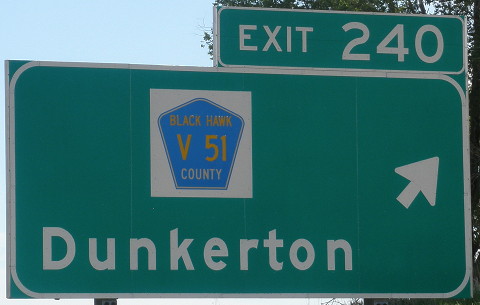 EXIT 240
BLACK HAWK
V 51
COUNTY
Dunkerton